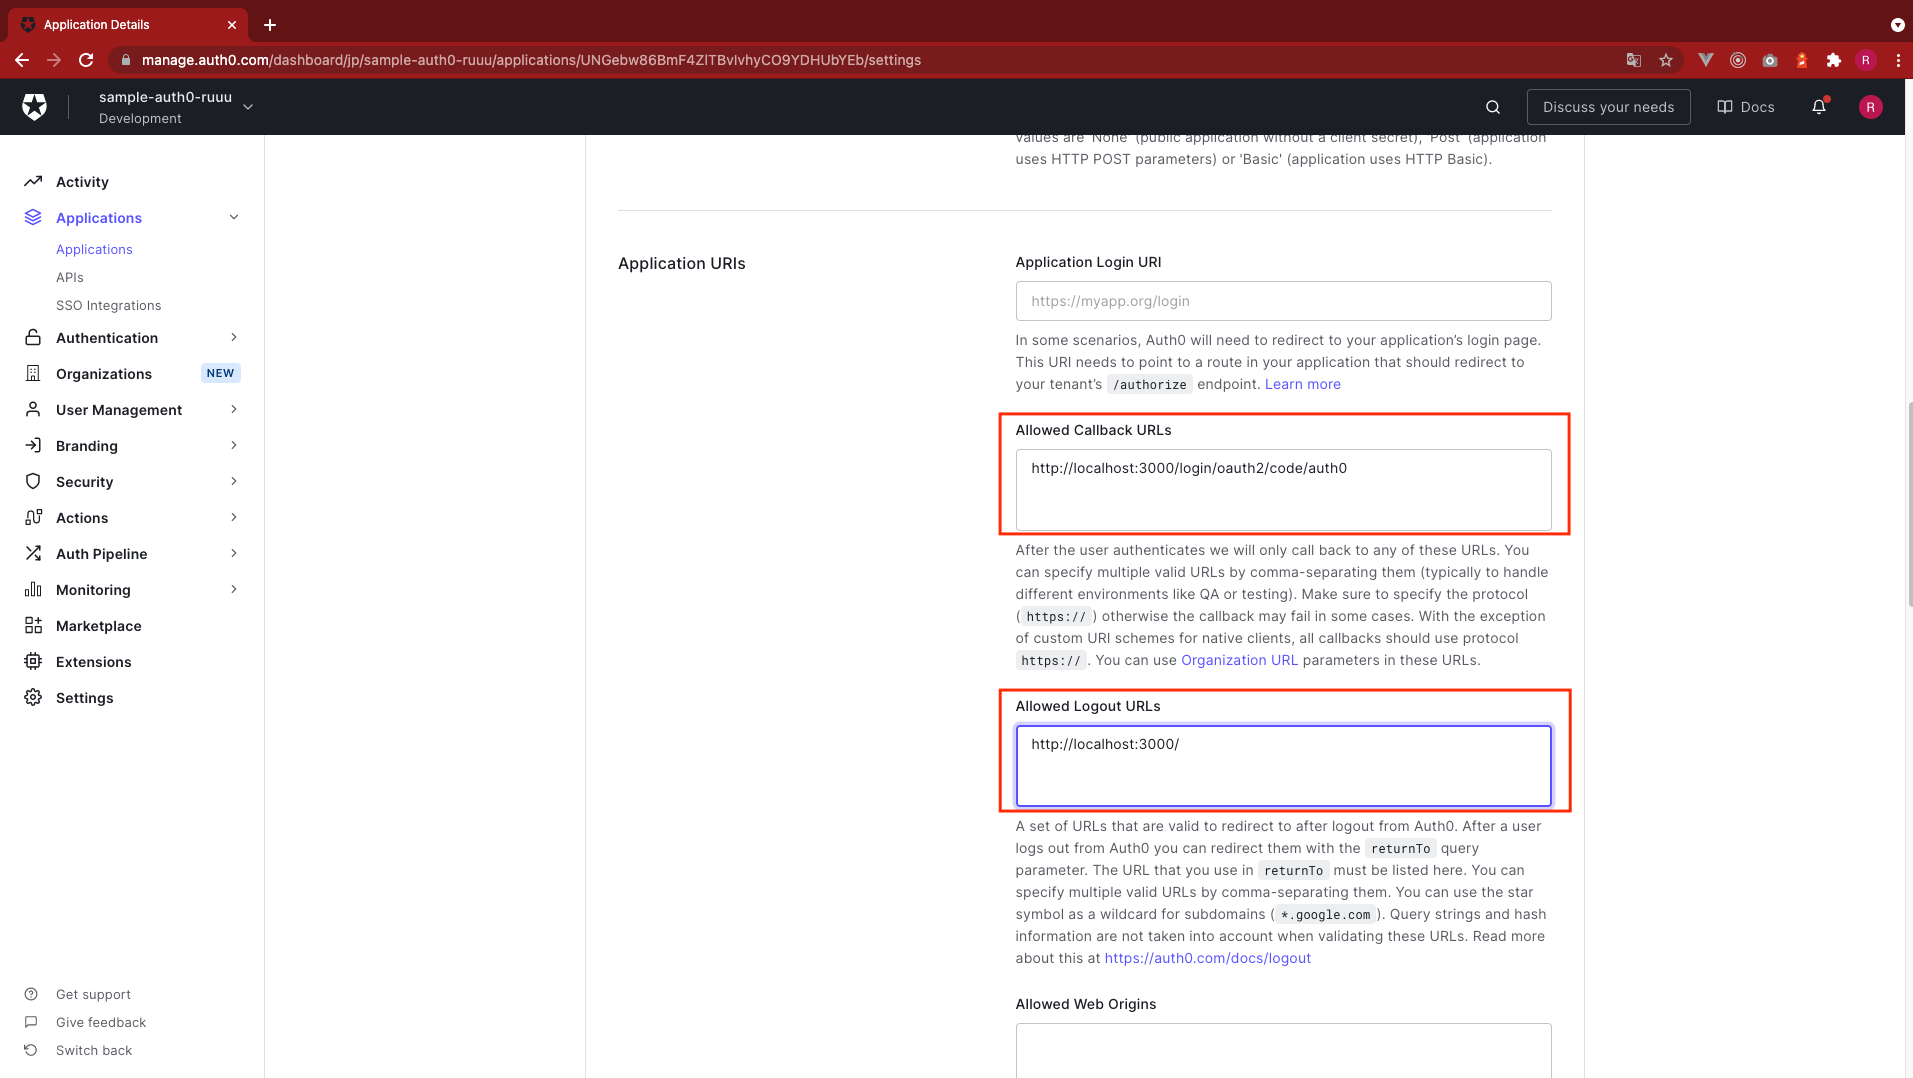 Application Details
manage.auth0.com/dashboard/jp/sample-auth0-ruuu/applications/UNGebw86BmF4ZlTBvlvhyCO9YDHUbYEb/settings
R
sample-auth0-ruuu
Development
Discuss your needs
Docs
R
Activity
Applications
Applications
APIs
SSO Integrations
Authentication
Organizations NEW
User Management
Branding
Security
Actions
Auth Pipeline
Monitoring
Marketplace
Extensions
Settings
Get support
Give feedback
Switch back
values are 'None' (public application without a client secret), 'Post' (application
uses HTTP POST parameters) or 'Basic' (application uses HTTP Basic).
Application URIs
Application Login URI
https://myapp.org/login
In some scenarios, Auth0 will need to redirect to your application’s login page.
This URI needs to point to a route in your application that should redirect to
your tenant’s /authorize endpoint. Learn more
Allowed Callback URLs
http://localhost:3000/login/oauth2/code/auth0
After the user authenticates we will only call back to any of these URLs. You
can specify multiple valid URLs by comma-separating them (typically to handle
different environments like QA or testing). Make sure to specify the protocol
( https:// ) otherwise the callback may fail in some cases. With the exception
of custom URI schemes for native clients, all callbacks should use protocol
https:// . You can use Organization URL parameters in these URLs.
Allowed Logout URLs
http://localhost:3000/
A set of URLs that are valid to redirect to after logout from Auth0. After a user
logs out from Auth0 you can redirect them with the returnTo query
parameter. The URL that you use in returnTo must be listed here. You can
specify multiple valid URLs by comma-separating them. You can use the star
symbol as a wildcard for subdomains ( *.google.com ). Query strings and hash
information are not taken into account when validating these URLs. Read more
about this at https://auth0.com/docs/logout
Allowed Web Origins